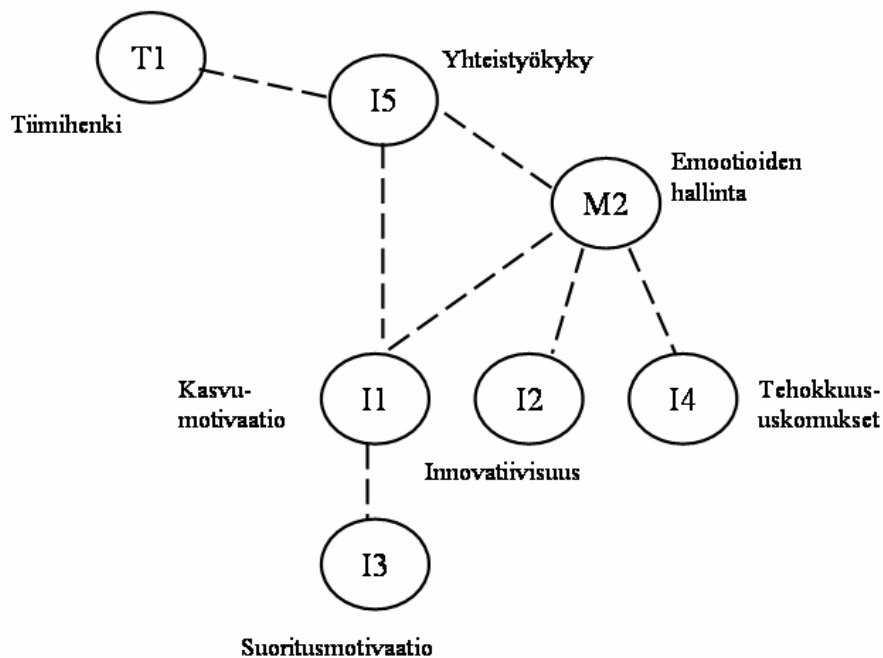 T1
I5
Yhteistyökyky
Tiimihenki
Emootioiden
hallinta
M2
Kasvu-
motivaatio
I1
I2
I4
Tehokkuus-
uskomukset
Innovatiivisuus
I3
Suoritusmotivaatio